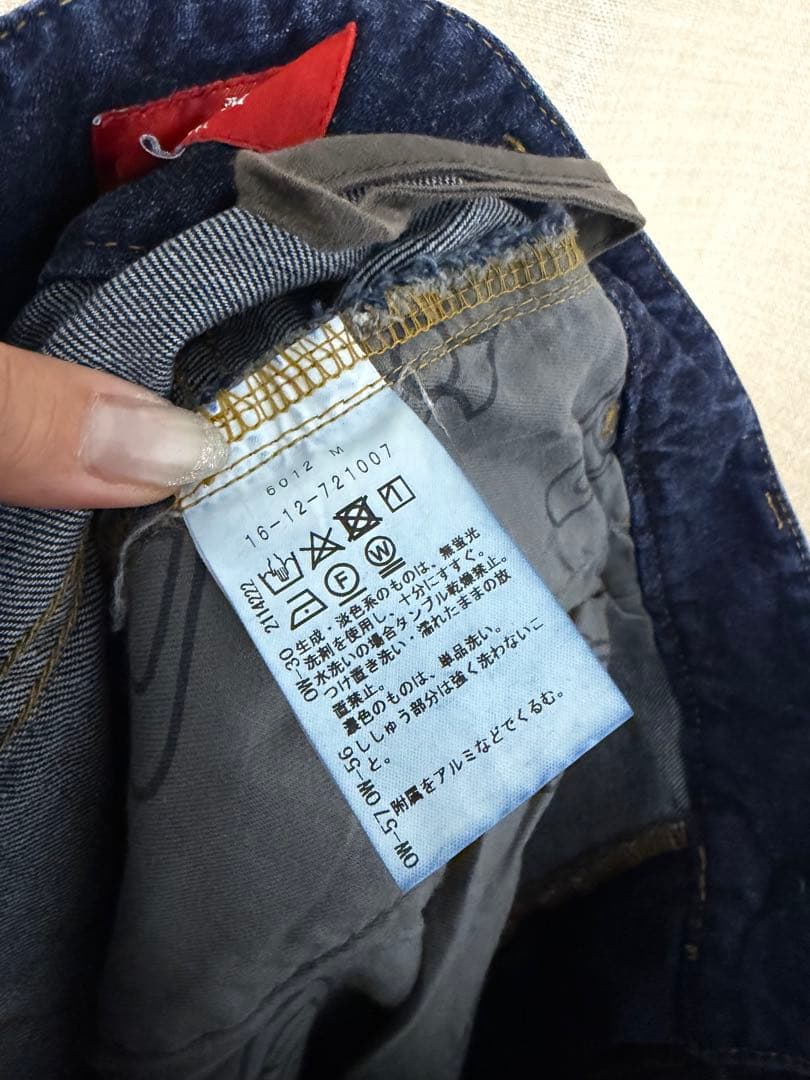 6012 M
16-12-721007
2114222
F W
OW-30 生成・淡色系のものは、無蛍光
洗剤を使用し、十分にすすぐ。
水洗いの場合タンブル乾燥禁止。
つけ置き洗い・濡れたままの放
置禁止。
濃色のものは、単品洗い。
OW-56 ししゅう部分は強く洗わないこ
と。
OW-57 附属をアルミなどでくるむ。